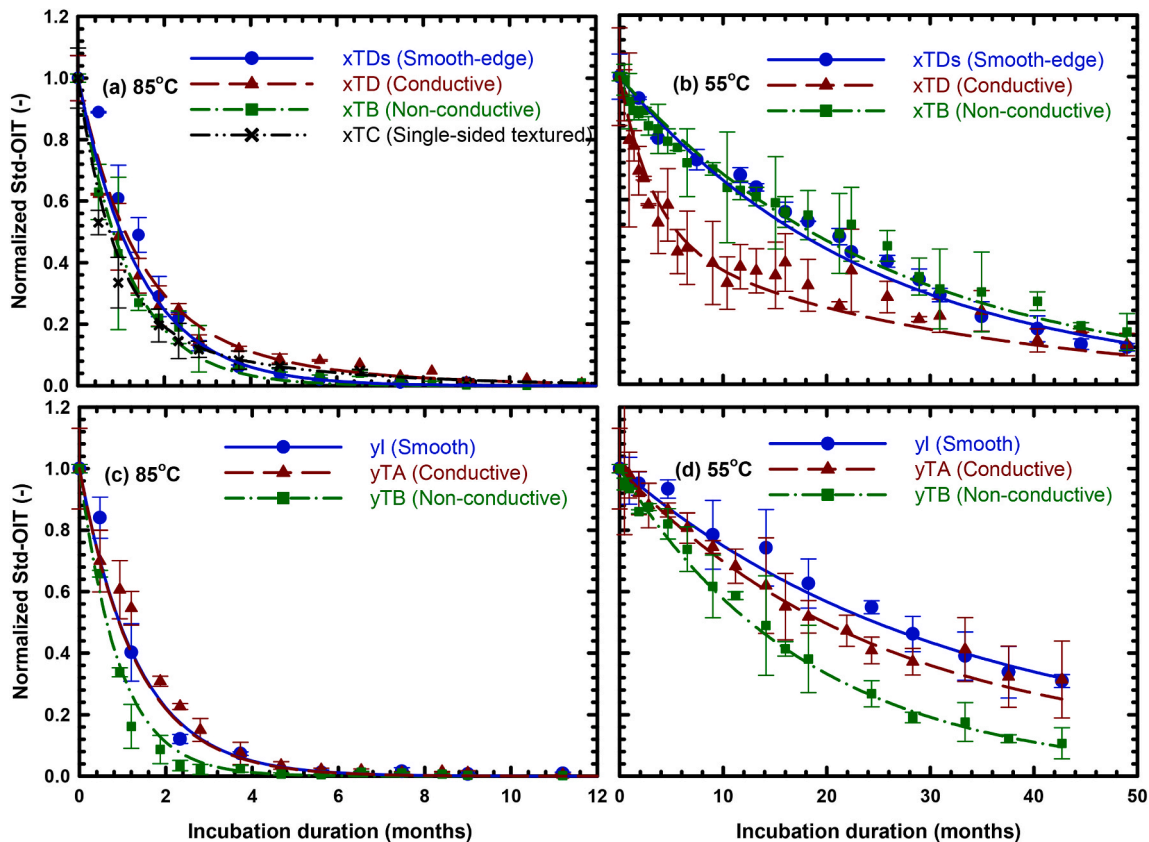 1.2
1.0
0.8
0.6
0.4
0.2
0.0
Normalized Std-OIT (-)
(a) 85°C
xTDs (Smooth-edge)
xTD (Conductive)
xTB (Non-conductive)
xTC (Single-sided textured)
(b) 55°C
xTDs (Smooth-edge)
xTD (Conductive)
xTB (Non-conductive)
1.2
1.0
0.8
0.6
0.4
0.2
0.0
Normalized Std-OIT (-)
(c) 85°C
yI (Smooth)
yTA (Conductive)
yTB (Non-conductive)
(d) 55°C
yI (Smooth)
yTA (Conductive)
yTB (Non-conductive)
0 2 4 6 8 10 12
0 10 20 30 40 50
Incubation duration (months)
Incubation duration (months)